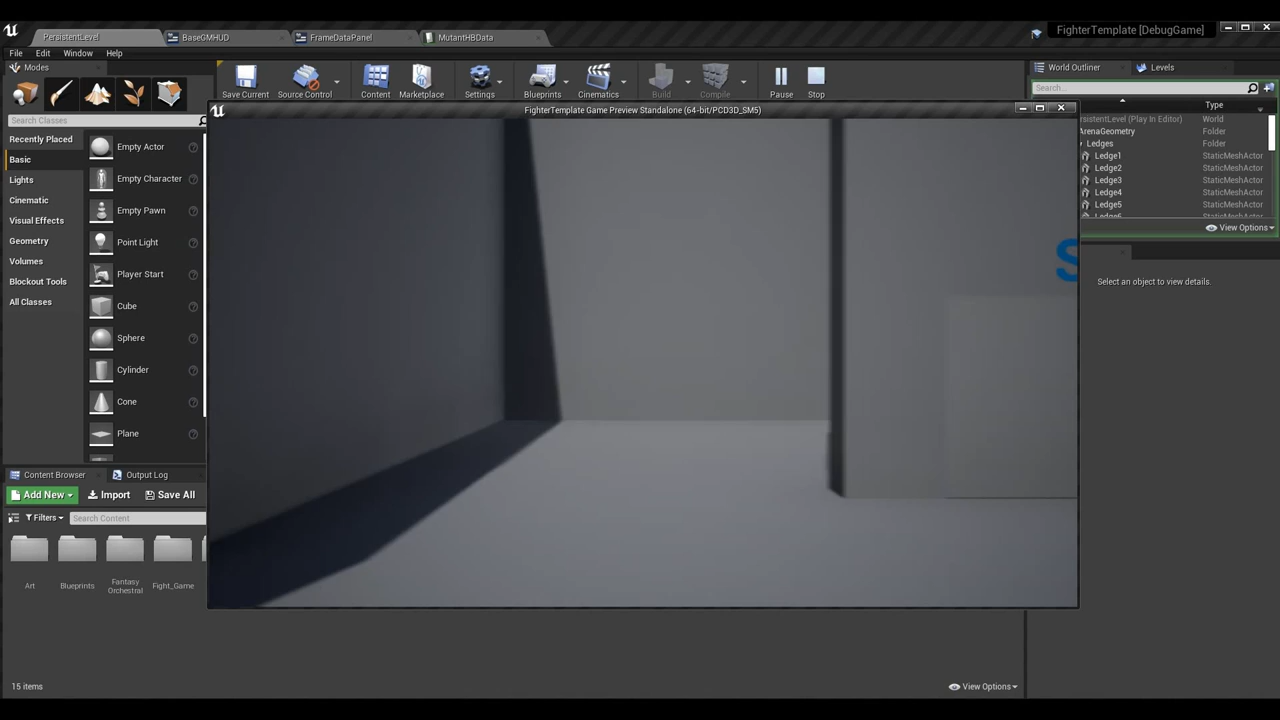 PersistentLevel
BaseGMHUD
FrameDataPanel
MutantHBData
FighterTemplate [DebugGame]
File Edit Window Help
Modes
Search Classes
Recently Placed
Basic
Lights
Cinematic
Visual Effects
Geometry
Volumes
Blockout Tools
All Classes
Empty Actor
Empty Character
Empty Pawn
Point Light
Player Start
Cube
Sphere
Cylinder
Cone
Plane
Save Current
Source Control
Content
Marketplace
Settings
Blueprints
Cinematics
Build
Compile
Pause
Stop
FighterTemplate Game Preview Standalone (64-bit/PCD3D_SM5)
S
World Outliner
Levels
Search...
Type
rsistentLevel (Play In Editor) World
ArenaGeometry Folder
Ledges Folder
Ledge1 StaticMeshActor
Ledge2 StaticMeshActor
Ledge3 StaticMeshActor
Ledge4 StaticMeshActor
Ledge5 StaticMeshActor
Ledge6 StaticMeshActor
View Options
Select an object to view details.
Content Browser
Output Log
Add New Import Save All
Filters Search Content
Art
Blueprints
Fantasy
Orchestral
Fight_Game
15 items
View Options